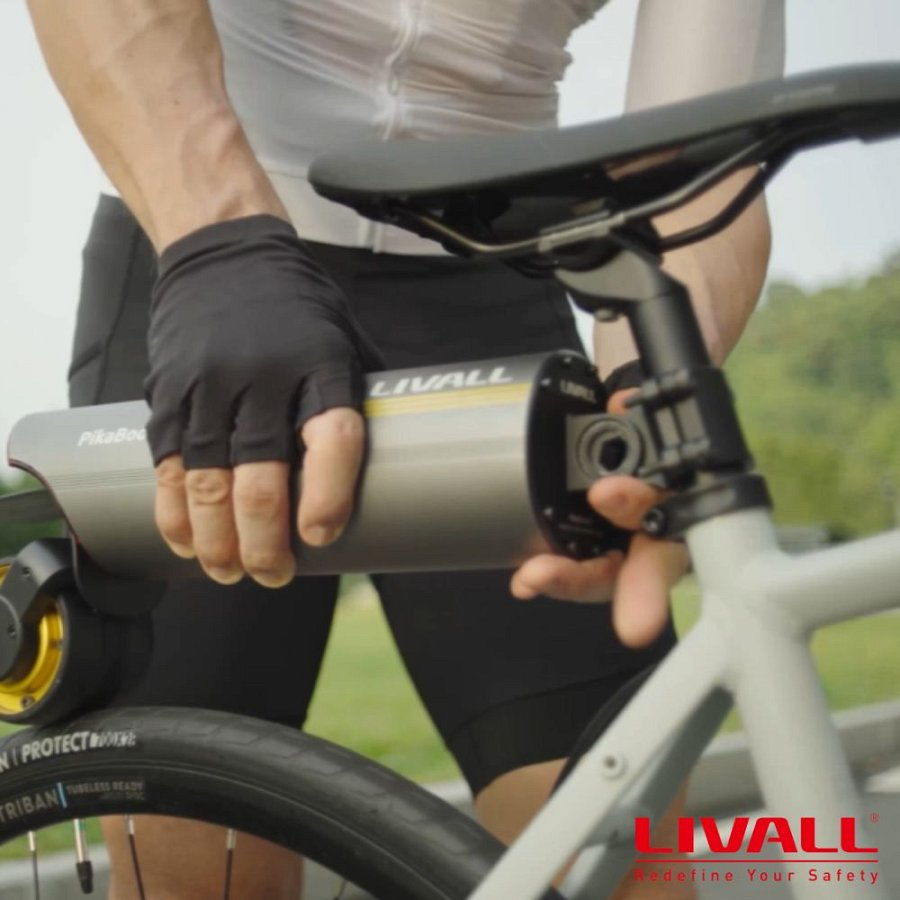 LIVALL
LIVALL
PikaBoo
N | PROTECT
TRIBAN
TUBELESS READY
LIVALL®
Redefine Your Safety